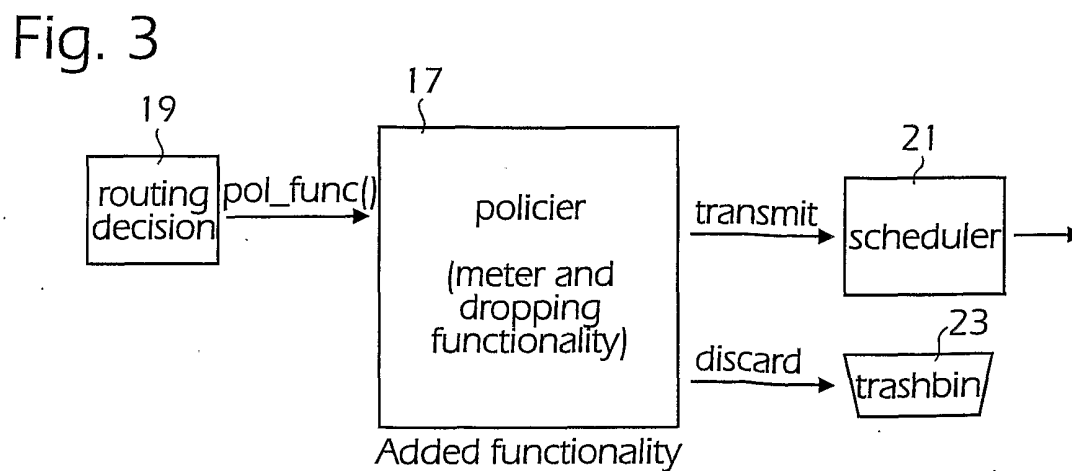 Fig. 3
19
routing
decision
pol_func()
17
policier
(meter and
dropping
functionality)
Added functionality
transmit
21
scheduler
discard
23
trashbin